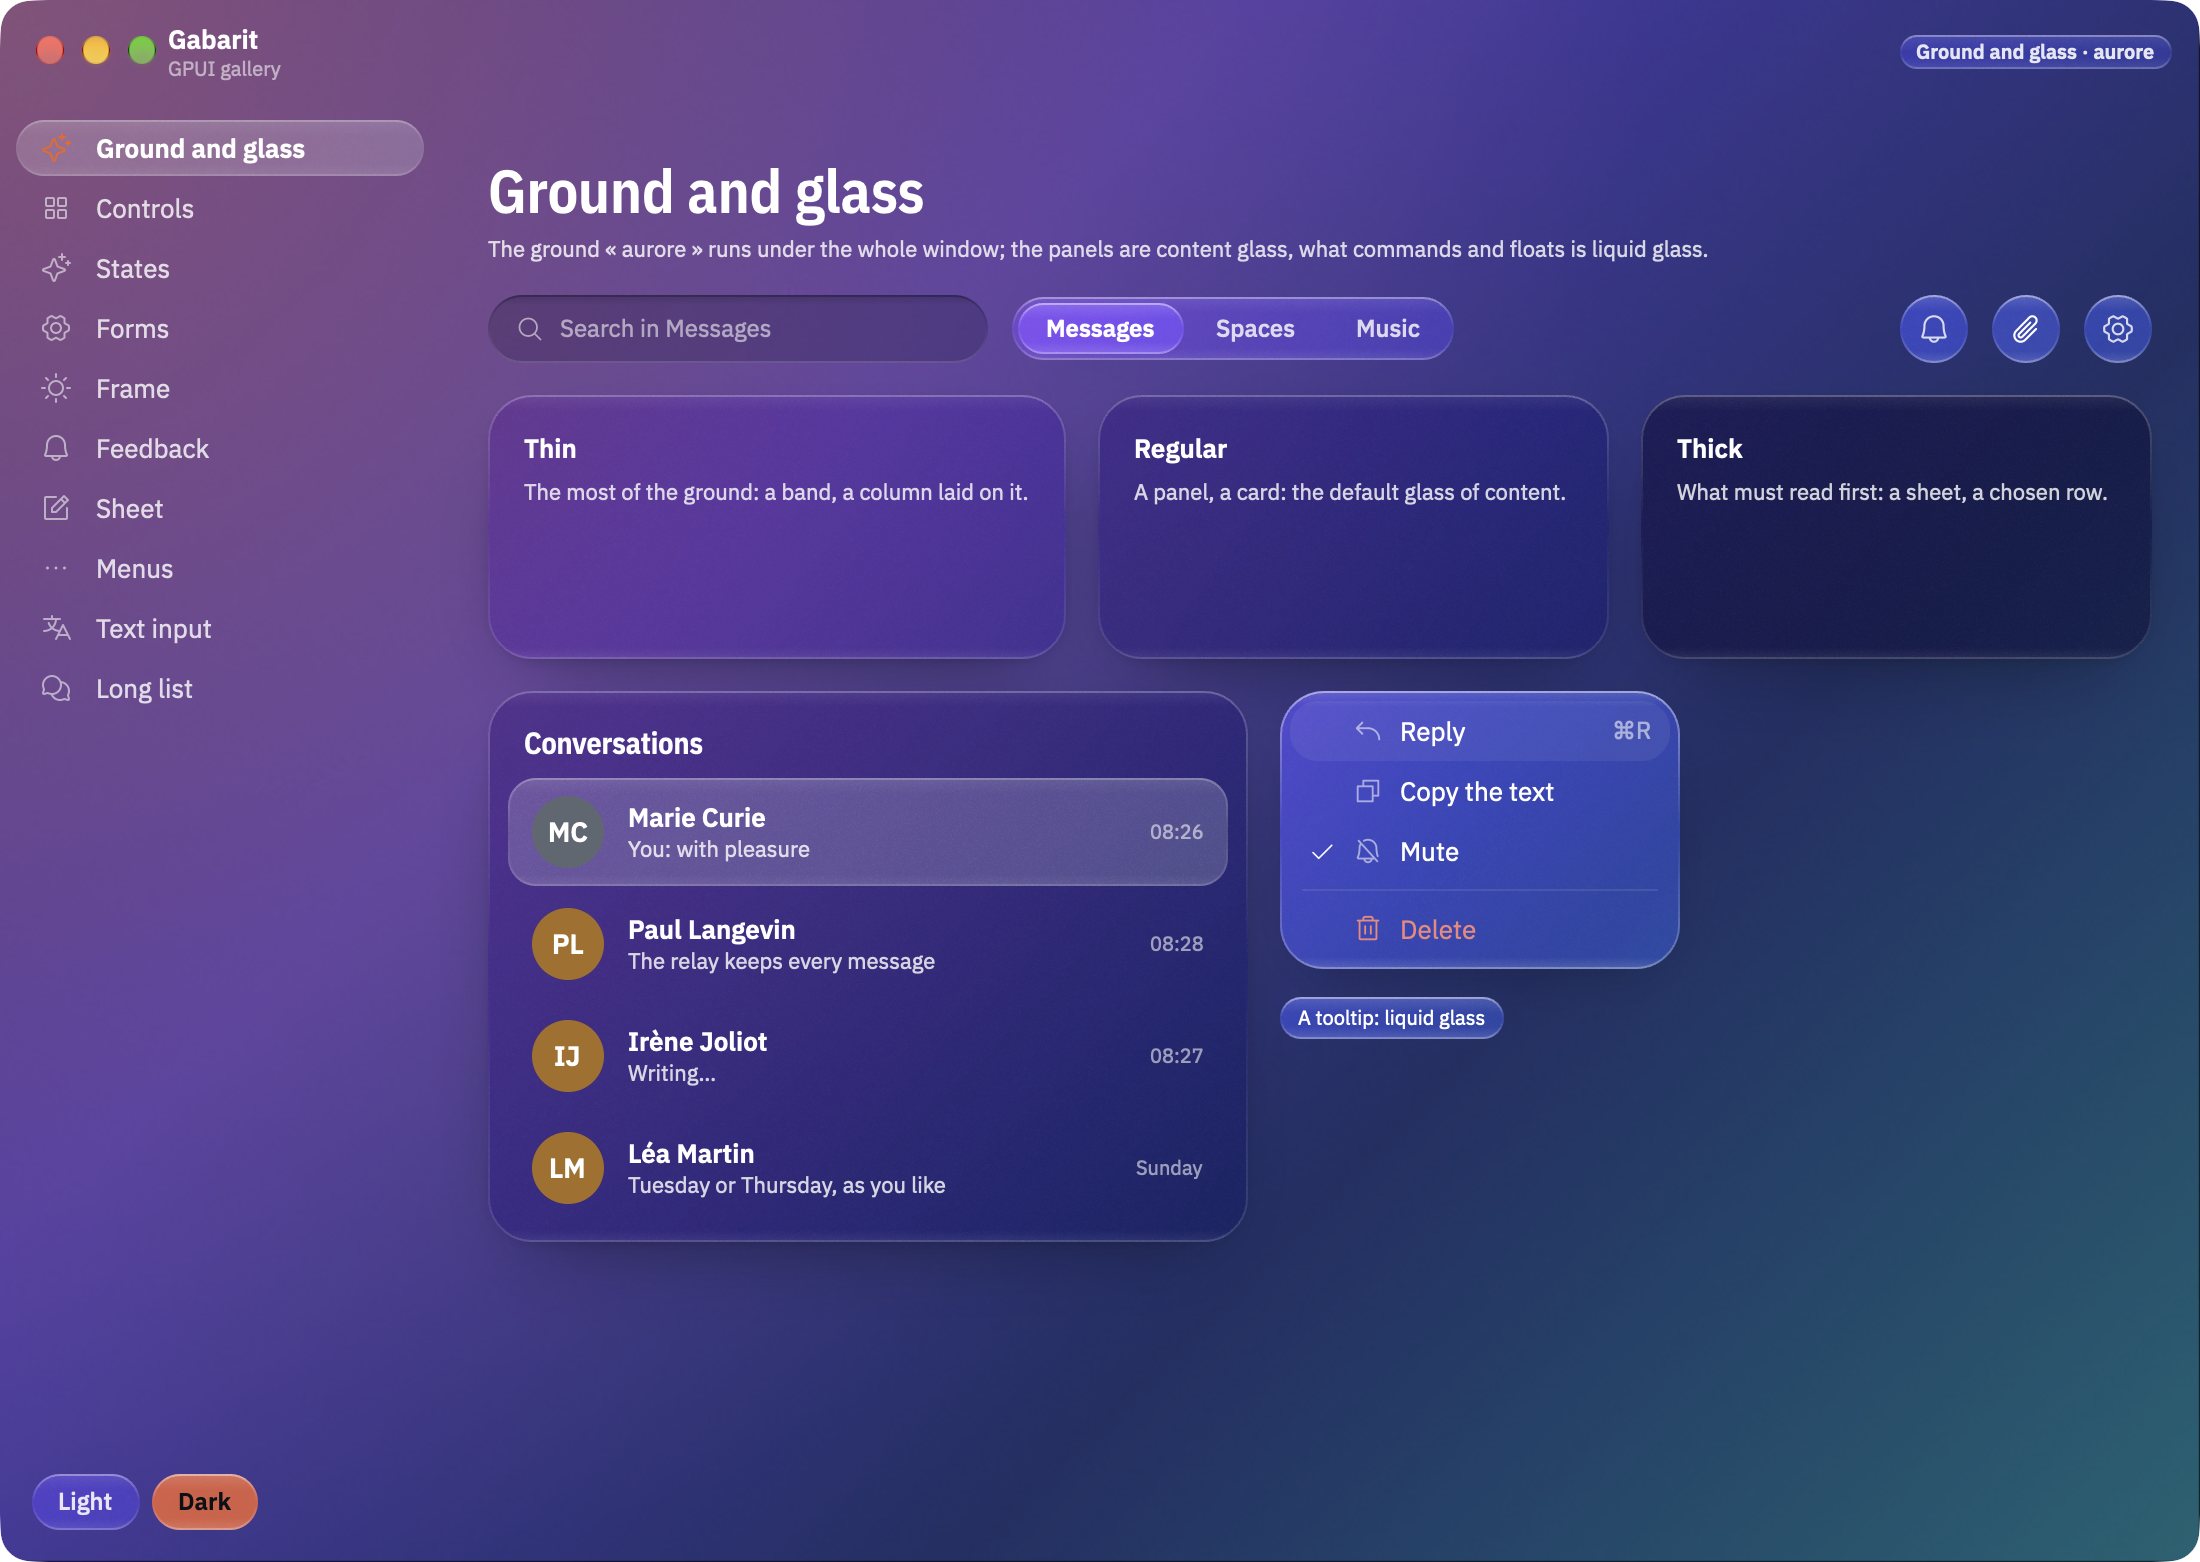 Gabarit
GPUI gallery
Ground and glass · aurore
Ground and glass
Controls
States
Forms
Frame
Feedback
Sheet
Menus
Text input
Long list
Light
Dark
Ground and glass
The ground « aurore » runs under the whole window; the panels are content glass, what commands and floats is liquid glass.
Search in Messages
Messages
Spaces
Music
Thin
The most of the ground: a band, a column laid on it.
Regular
A panel, a card: the default glass of content.
Thick
What must read first: a sheet, a chosen row.
Conversations
MC
Marie Curie
You: with pleasure
08:26
PL
Paul Langevin
The relay keeps every message
08:28
IJ
Irène Joliot
Writing…
08:27
LM
Léa Martin
Tuesday or Thursday, as you like
Sunday
Reply ⌘R
Copy the text
Mute
Delete
A tooltip: liquid glass